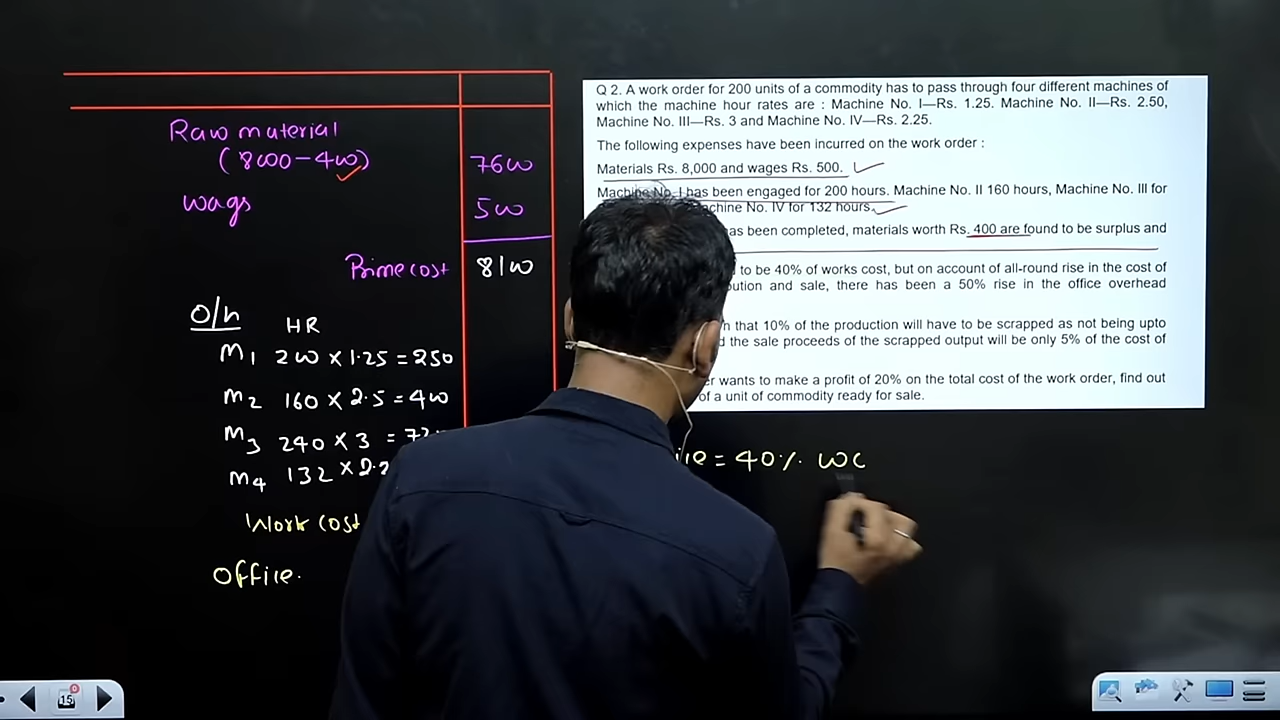 Raw material
(8000-400)
7600
wags
500
Prime cost
8100
O/h HR
M1 200 x 1.25 = 250
M2 160 x 2.5 = 400
M3 240 x 3 =
M4 132 x
Work cost
Office.
Q 2. A work order for 200 units of a commodity has to pass through four different machines of
which the machine hour rates are : Machine No. I—Rs. 1.25. Machine No. II—Rs. 2.50,
Machine No. III—Rs. 3 and Machine No. IV—Rs. 2.25.
The following expenses have been incurred on the work order :
Materials Rs. 8,000 and wages Rs. 500.
Machine No. I has been engaged for 200 hours. Machine No. II 160 hours, Machine No. III for
No. IV for 132 hours.
has been completed, materials worth Rs. 400 are found to be surplus and
to be 40% of works cost, but on account of all-round rise in the cost of
and sale, there has been a 50% rise in the office overhead
that 10% of the production will have to be scrapped as not being upto
the sale proceeds of the scrapped output will be only 5% of the cost of
wants to make a profit of 20% on the total cost of the work order, find out
of a unit of commodity ready for sale.
= 40% WC
15